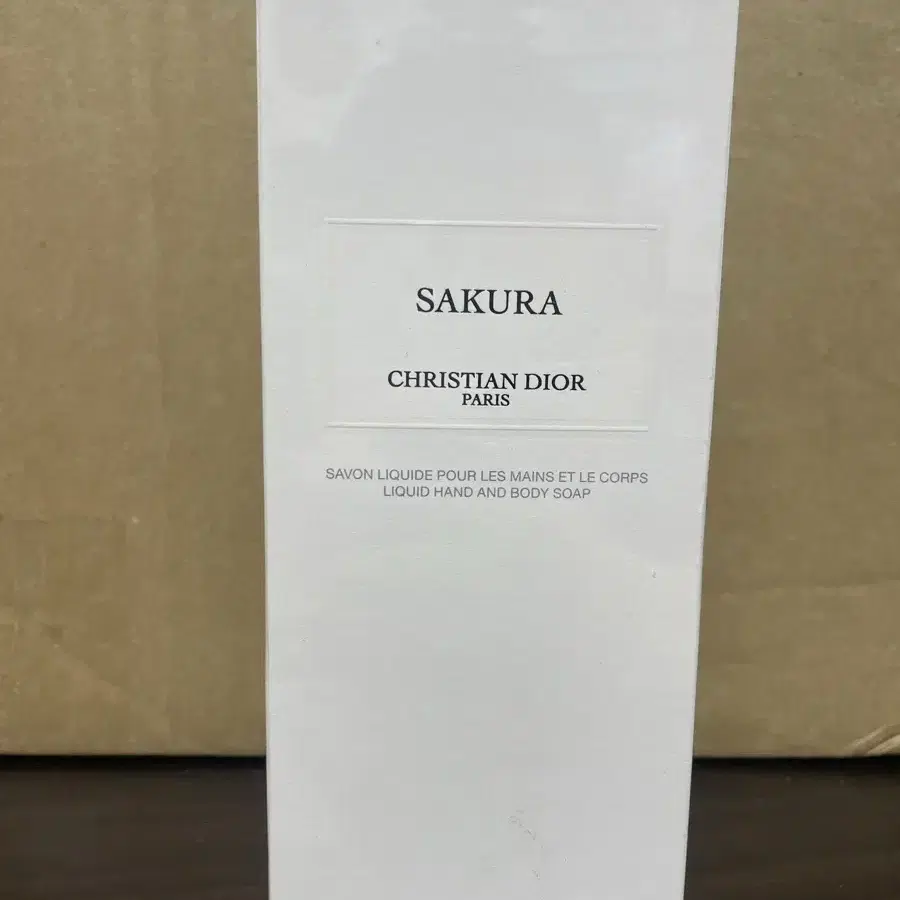 SAKURA
CHRISTIAN DIOR
PARIS
SAVON LIQUIDE POUR LES MAINS ET LE CORPS
LIQUID HAND AND BODY SOAP